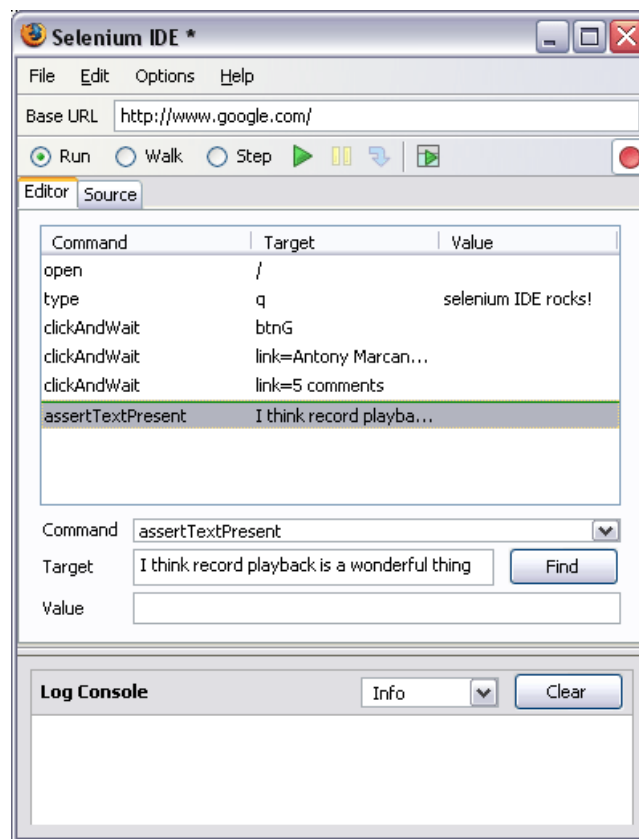 Selenium IDE *
File Edit Options Help
Base URL http://www.google.com/
Run Walk Step
Editor Source
Command Target Value
open /
type q selenium IDE rocks!
clickAndWait btnG
clickAndWait link=Antony Marcan...
clickAndWait link=5 comments
assertTextPresent I think record playba...
Command assertTextPresent
Target I think record playback is a wonderful thing Find
Value
Log Console Info Clear